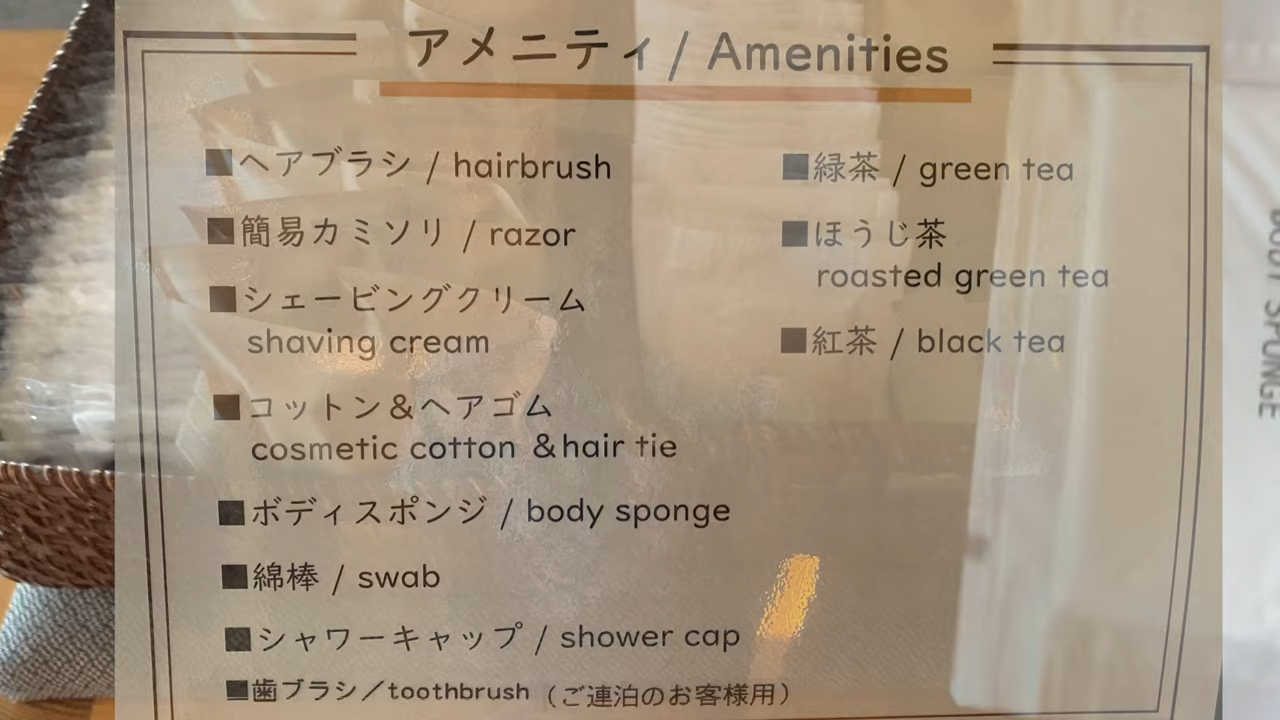 アメニティ / Amenities
■ヘアブラシ / hairbrush
■簡易カミソリ / razor
■シェービングクリーム
shaving cream
■コットン＆ヘアゴム
cosmetic cotton &hair tie
■ボディスポンジ / body sponge
■綿棒 / swab
■シャワーキャップ / shower cap
■歯ブラシ／toothbrush （ご連泊のお客様用）
■緑茶 / green tea
■ほうじ茶
roasted green tea
■紅茶 / black tea
BODY SPONGE